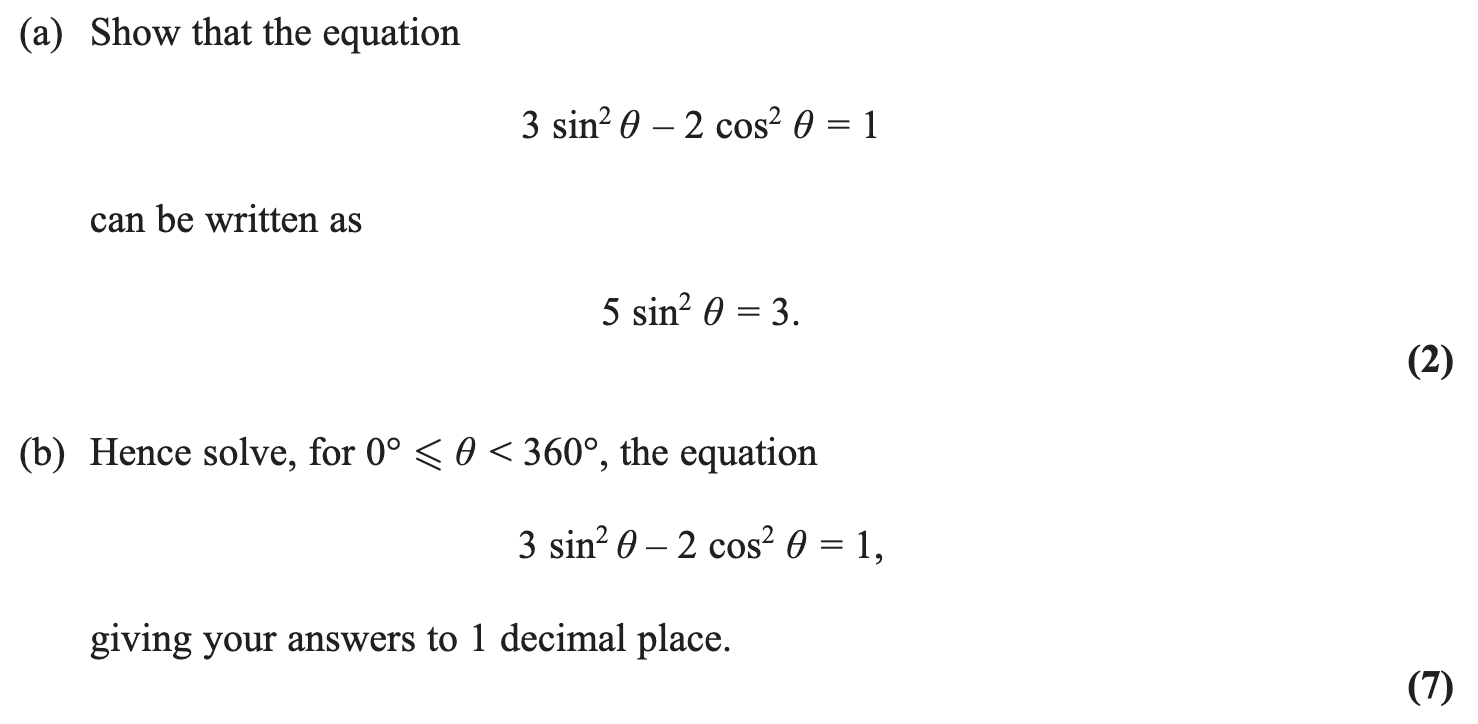 (a) Show that the equation
3 sin² θ – 2 cos² θ = 1
can be written as
5 sin² θ = 3.
(2)
(b) Hence solve, for 0° ⩽ θ < 360°, the equation
3 sin² θ – 2 cos² θ = 1,
giving your answers to 1 decimal place.
(7)